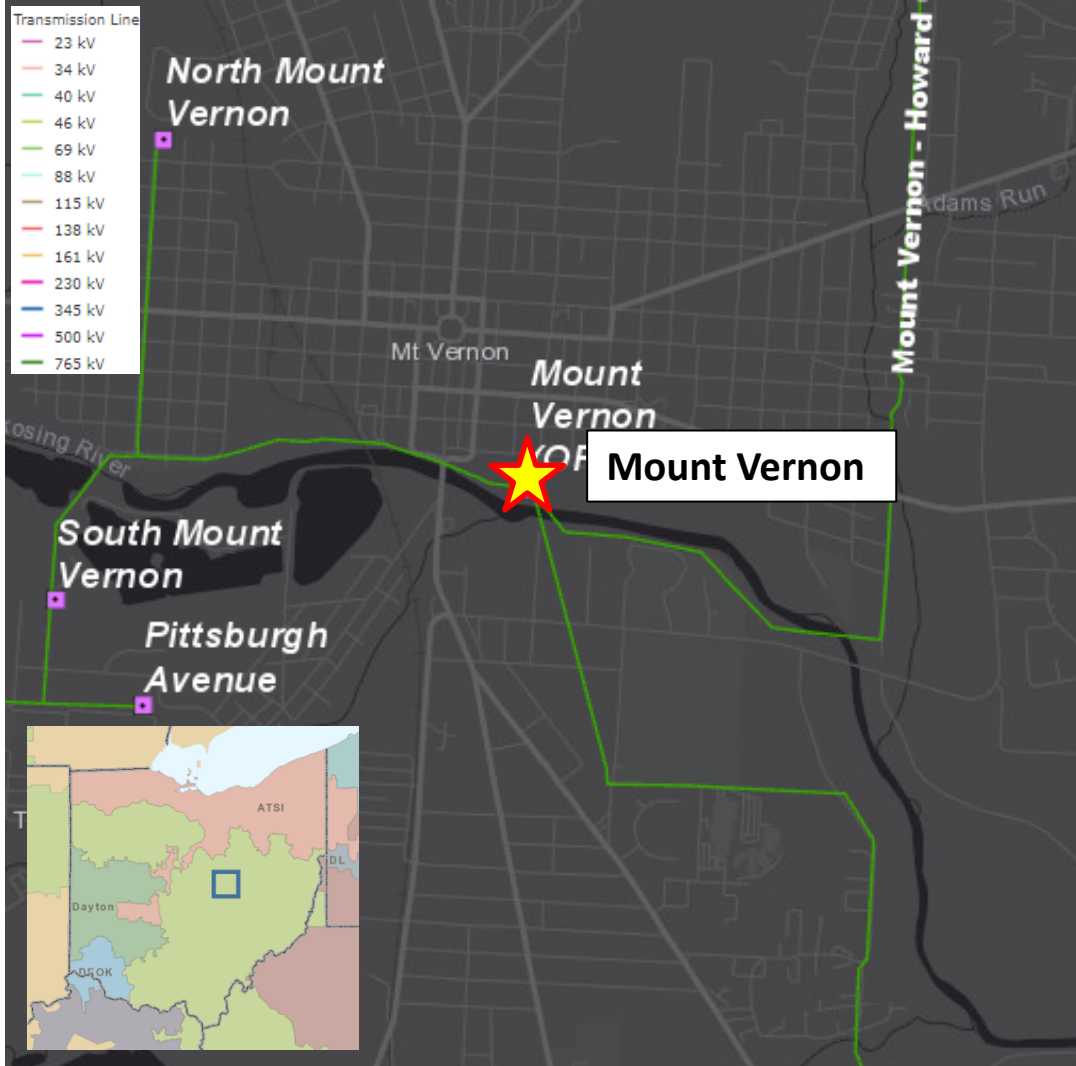 Transmission Line
23 kV
34 kV
40 kV
46 kV
69 kV
88 kV
115 kV
138 kV
161 kV
230 kV
345 kV
500 kV
765 kV
North Mount
Vernon
Mount Vernon - Howard
Adams Run
Mt Vernon
Mount
Vernon
Mount Vernon
River
South Mount
Vernon
Pittsburgh
Avenue
T
ATSI
DL
Dayton
DEOK